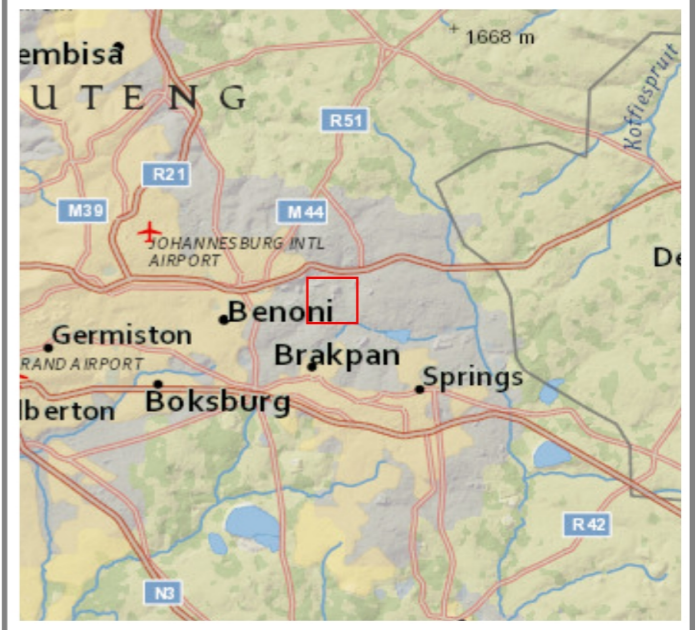 embisa
1668 m
Koffiespruit
UTENG
R51
R21
M39
M44
JOHANNESBURG INTL
AIRPORT
De
Benoni
Germiston
Brakpan
RAND AIRPORT
Springs
lberton
Boksburg
R42
N3